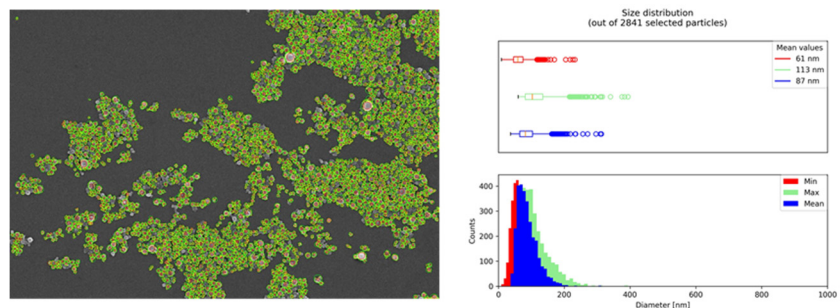 Size distribution
(out of 2841 selected particles)
Mean values
61 nm
113 nm
87 nm
400
300
200
100
0
Counts
Min
Max
Mean
0
200
400
600
800
1000
Diameter [nm]